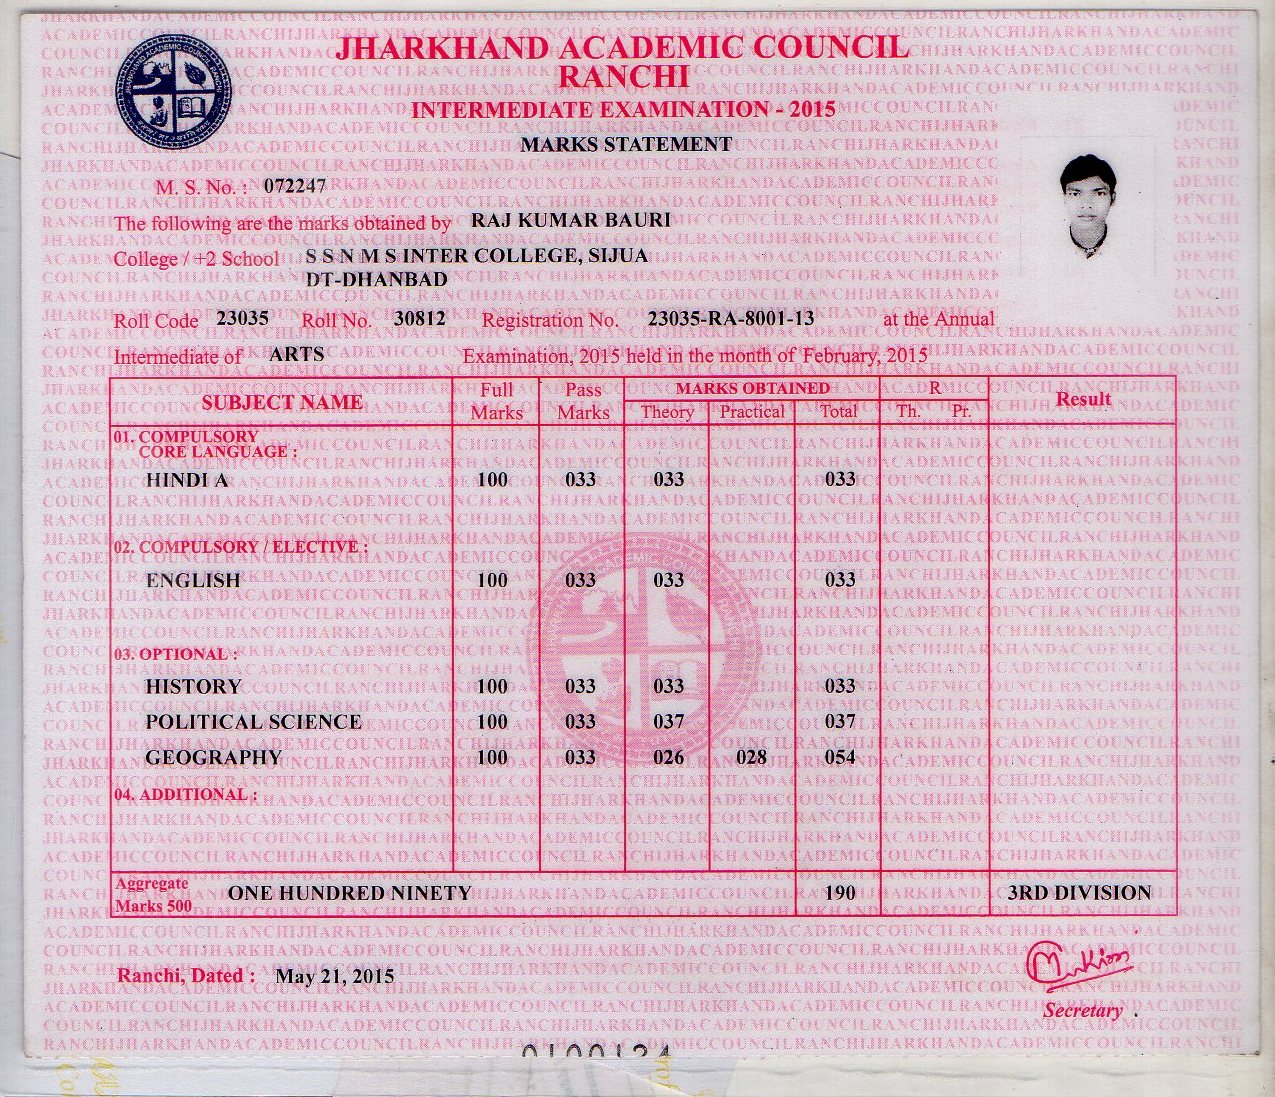 JHARKHAND ACADEMIC COUNCIL
RANCHI
INTERMEDIATE EXAMINATION - 2015
MARKS STATEMENT
M. S. No. : 072247
The following are the marks obtained by RAJ KUMAR BAURI
College / +2 School S S N M S INTER COLLEGE, SIJUA
DT-DHANBAD
Roll Code 23035 Roll No. 30812 Registration No. 23035-RA-8001-13 at the Annual
Intermediate of ARTS Examination, 2015 held in the month of February, 2015
SUBJECT NAME Full Marks Pass Marks MARKS OBTAINED R Result
Theory Practical Total Th. Pr.
01. COMPULSORY
CORE LANGUAGE :
HINDI A 100 033 033 033
02. COMPULSORY / ELECTIVE :
ENGLISH 100 033 033 033
03. OPTIONAL :
HISTORY 100 033 033 033
POLITICAL SCIENCE 100 033 037 037
GEOGRAPHY 100 033 026 028 054
04. ADDITIONAL :
Aggregate
Marks 500 ONE HUNDRED NINETY 190 3RD DIVISION
Ranchi, Dated : May 21, 2015
Secretary